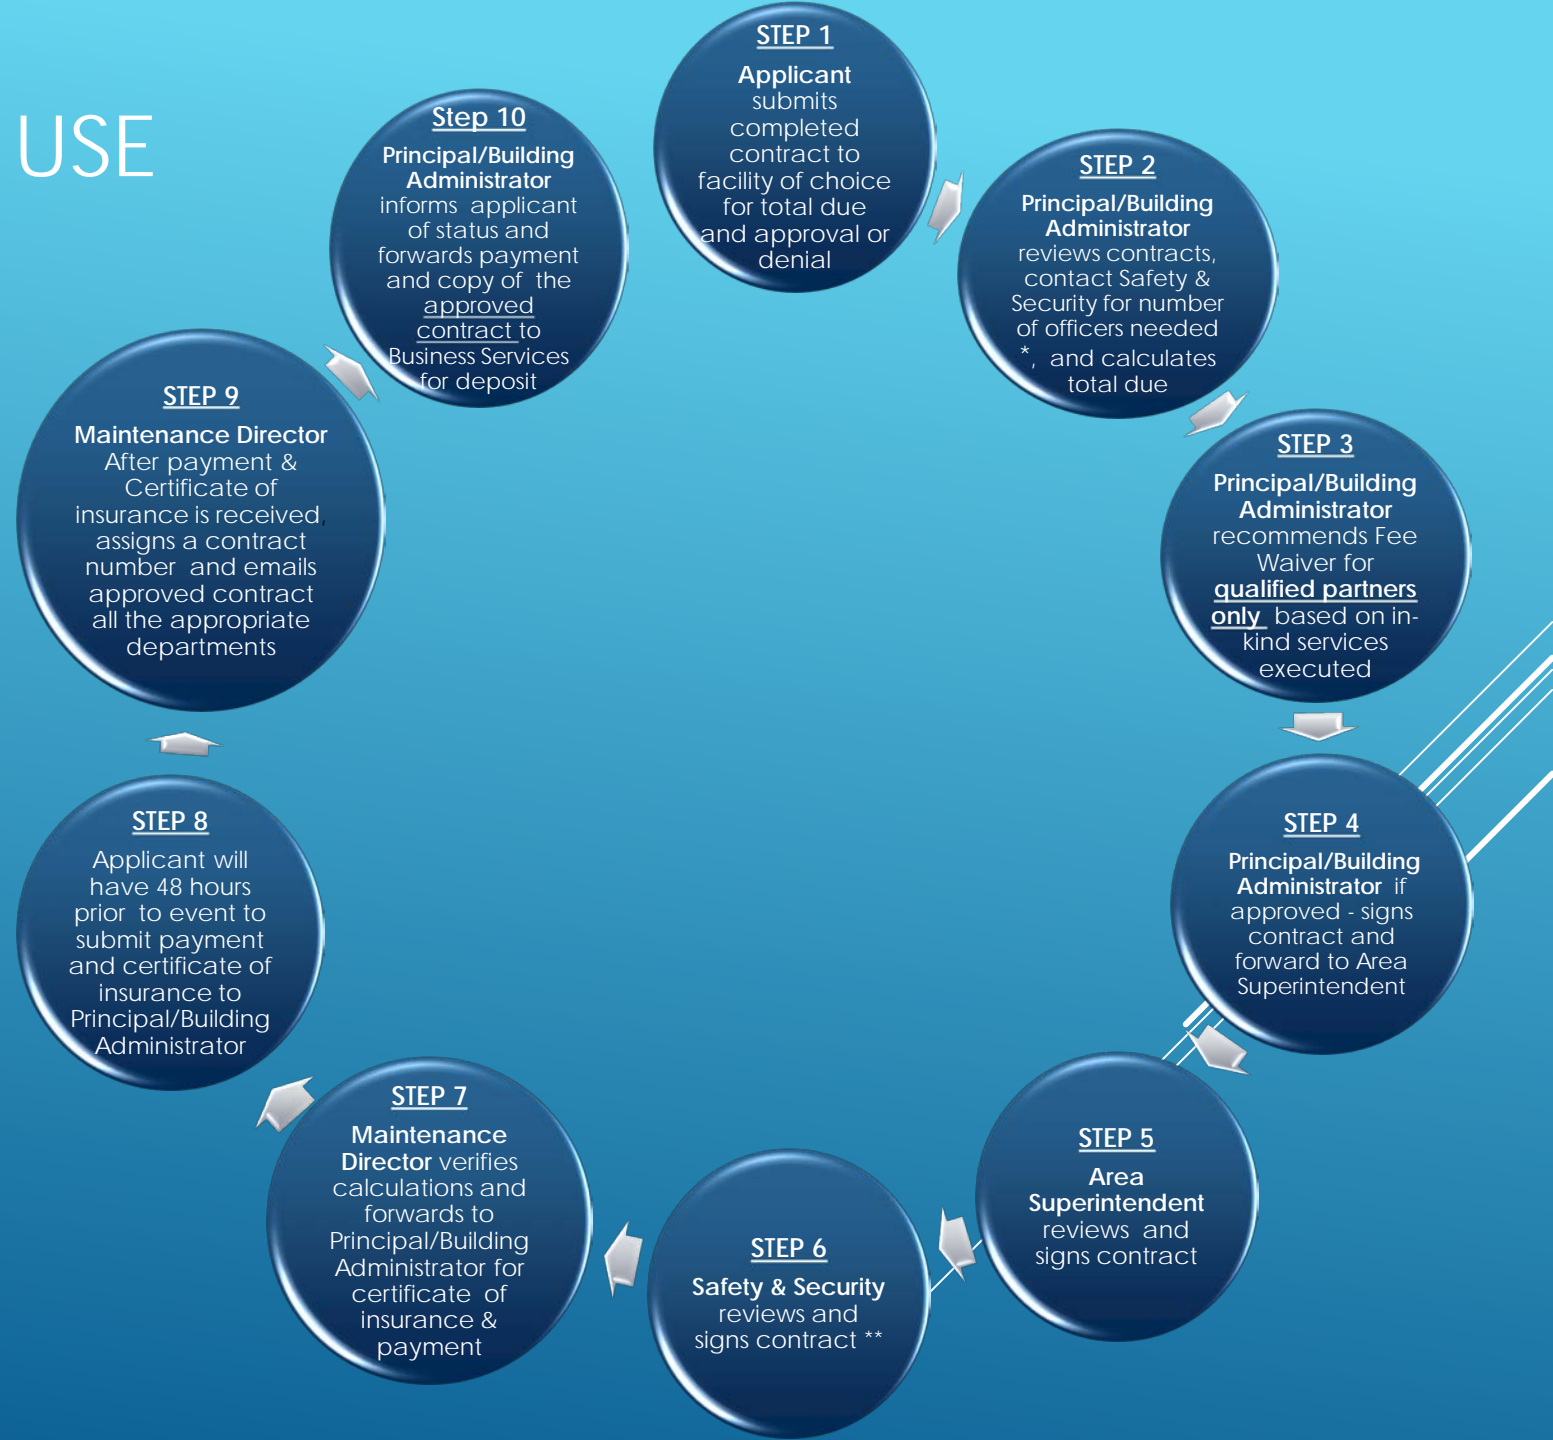 USE
STEP 1
Applicant
submits
completed
contract to
facility of choice
for total due
and approval or
denial
STEP 2
Principal/Building
Administrator
reviews contracts,
contact Safety &
Security for number
of officers needed
*, and calculates
total due
STEP 3
Principal/Building
Administrator
recommends Fee
Waiver for
qualified partners
only based on in-
kind services
executed
STEP 4
Principal/Building
Administrator if
approved - signs
contract and
forward to Area
Superintendent
STEP 5
Area
Superintendent
reviews and
signs contract
STEP 6
Safety & Security
reviews and
signs contract **
STEP 7
Maintenance
Director verifies
calculations and
forwards to
Principal/Building
Administrator for
certificate of
insurance &
payment
STEP 8
Applicant will
have 48 hours
prior to event to
submit payment
and certificate of
insurance to
Principal/Building
Administrator
STEP 9
Maintenance Director
After payment &
Certificate of
insurance is received,
assigns a contract
number and emails
approved contract
all the appropriate
departments
Step 10
Principal/Building
Administrator
informs applicant
of status and
forwards payment
and copy of the
approved
contract to
Business Services
for deposit